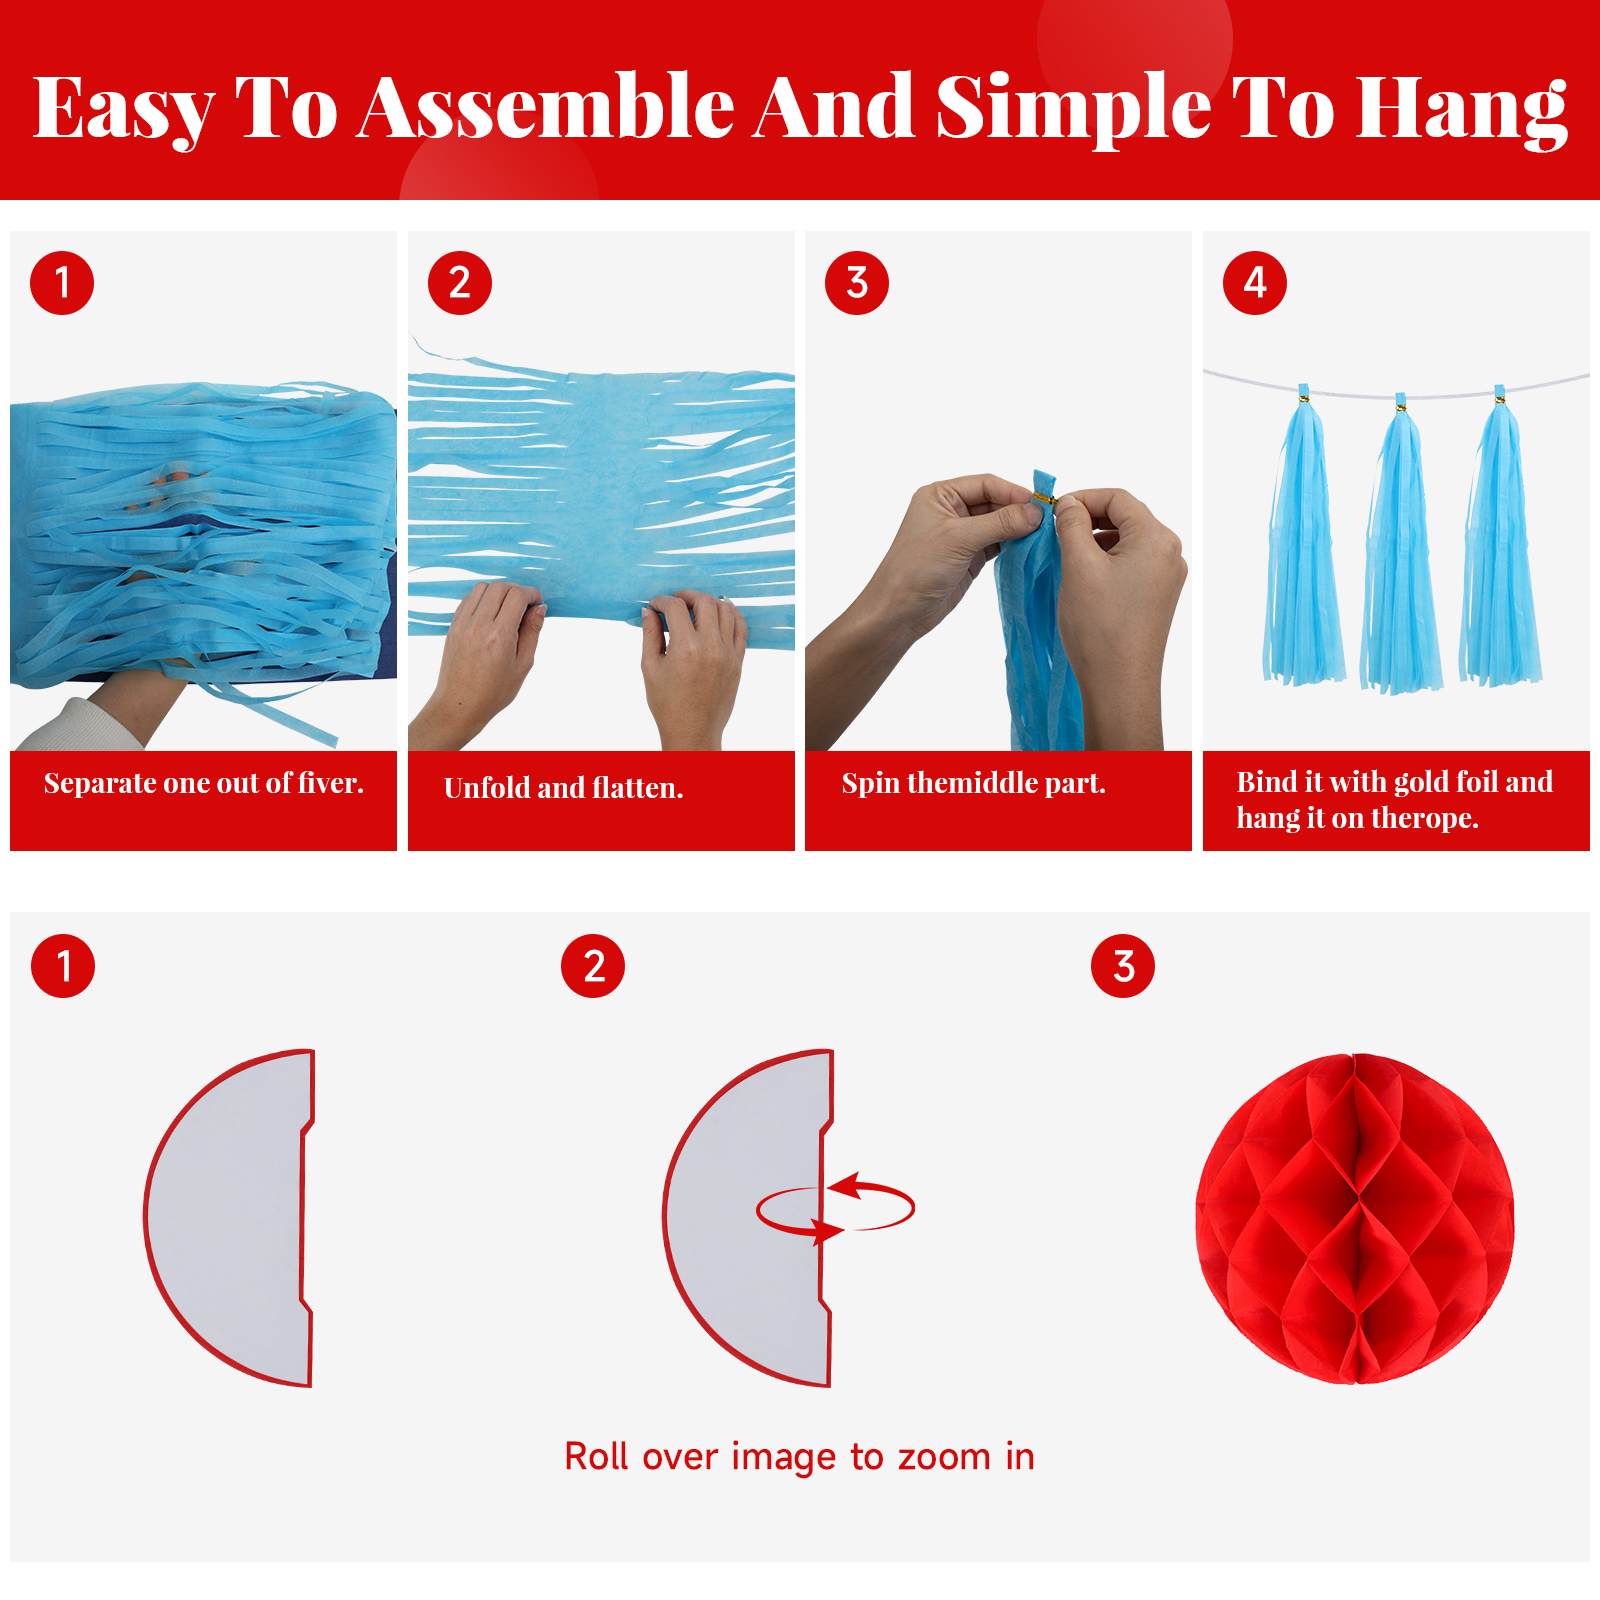 Easy To Assemble And Simple To Hang
1
2
3
4
Separate one out of fiver.
Unfold and flatten.
Spin themiddle part.
Bind it with gold foil and
hang it on therope.
1
2
3
Roll over image to zoom in